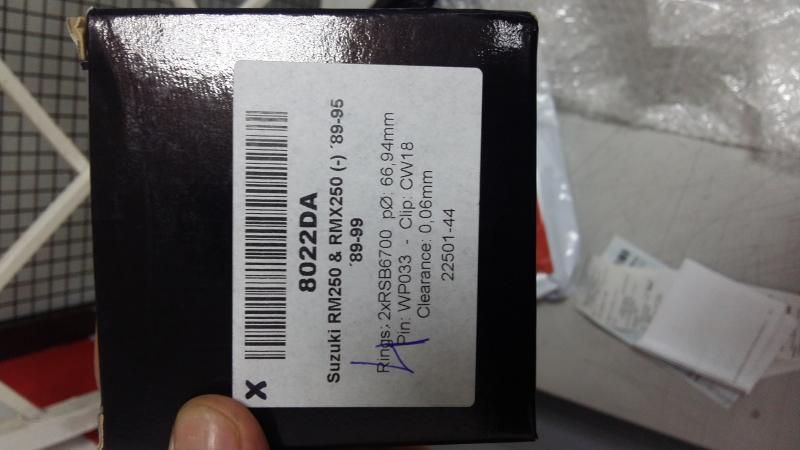 X
8022DA
Suzuki RM250 & RMX250 (-) ´89-95
´89-99
Rings: 2xRSB6700 pØ: 66,94mm
Pin: WP033 - Clip: CW18
Clearance: 0,06mm
22501-44